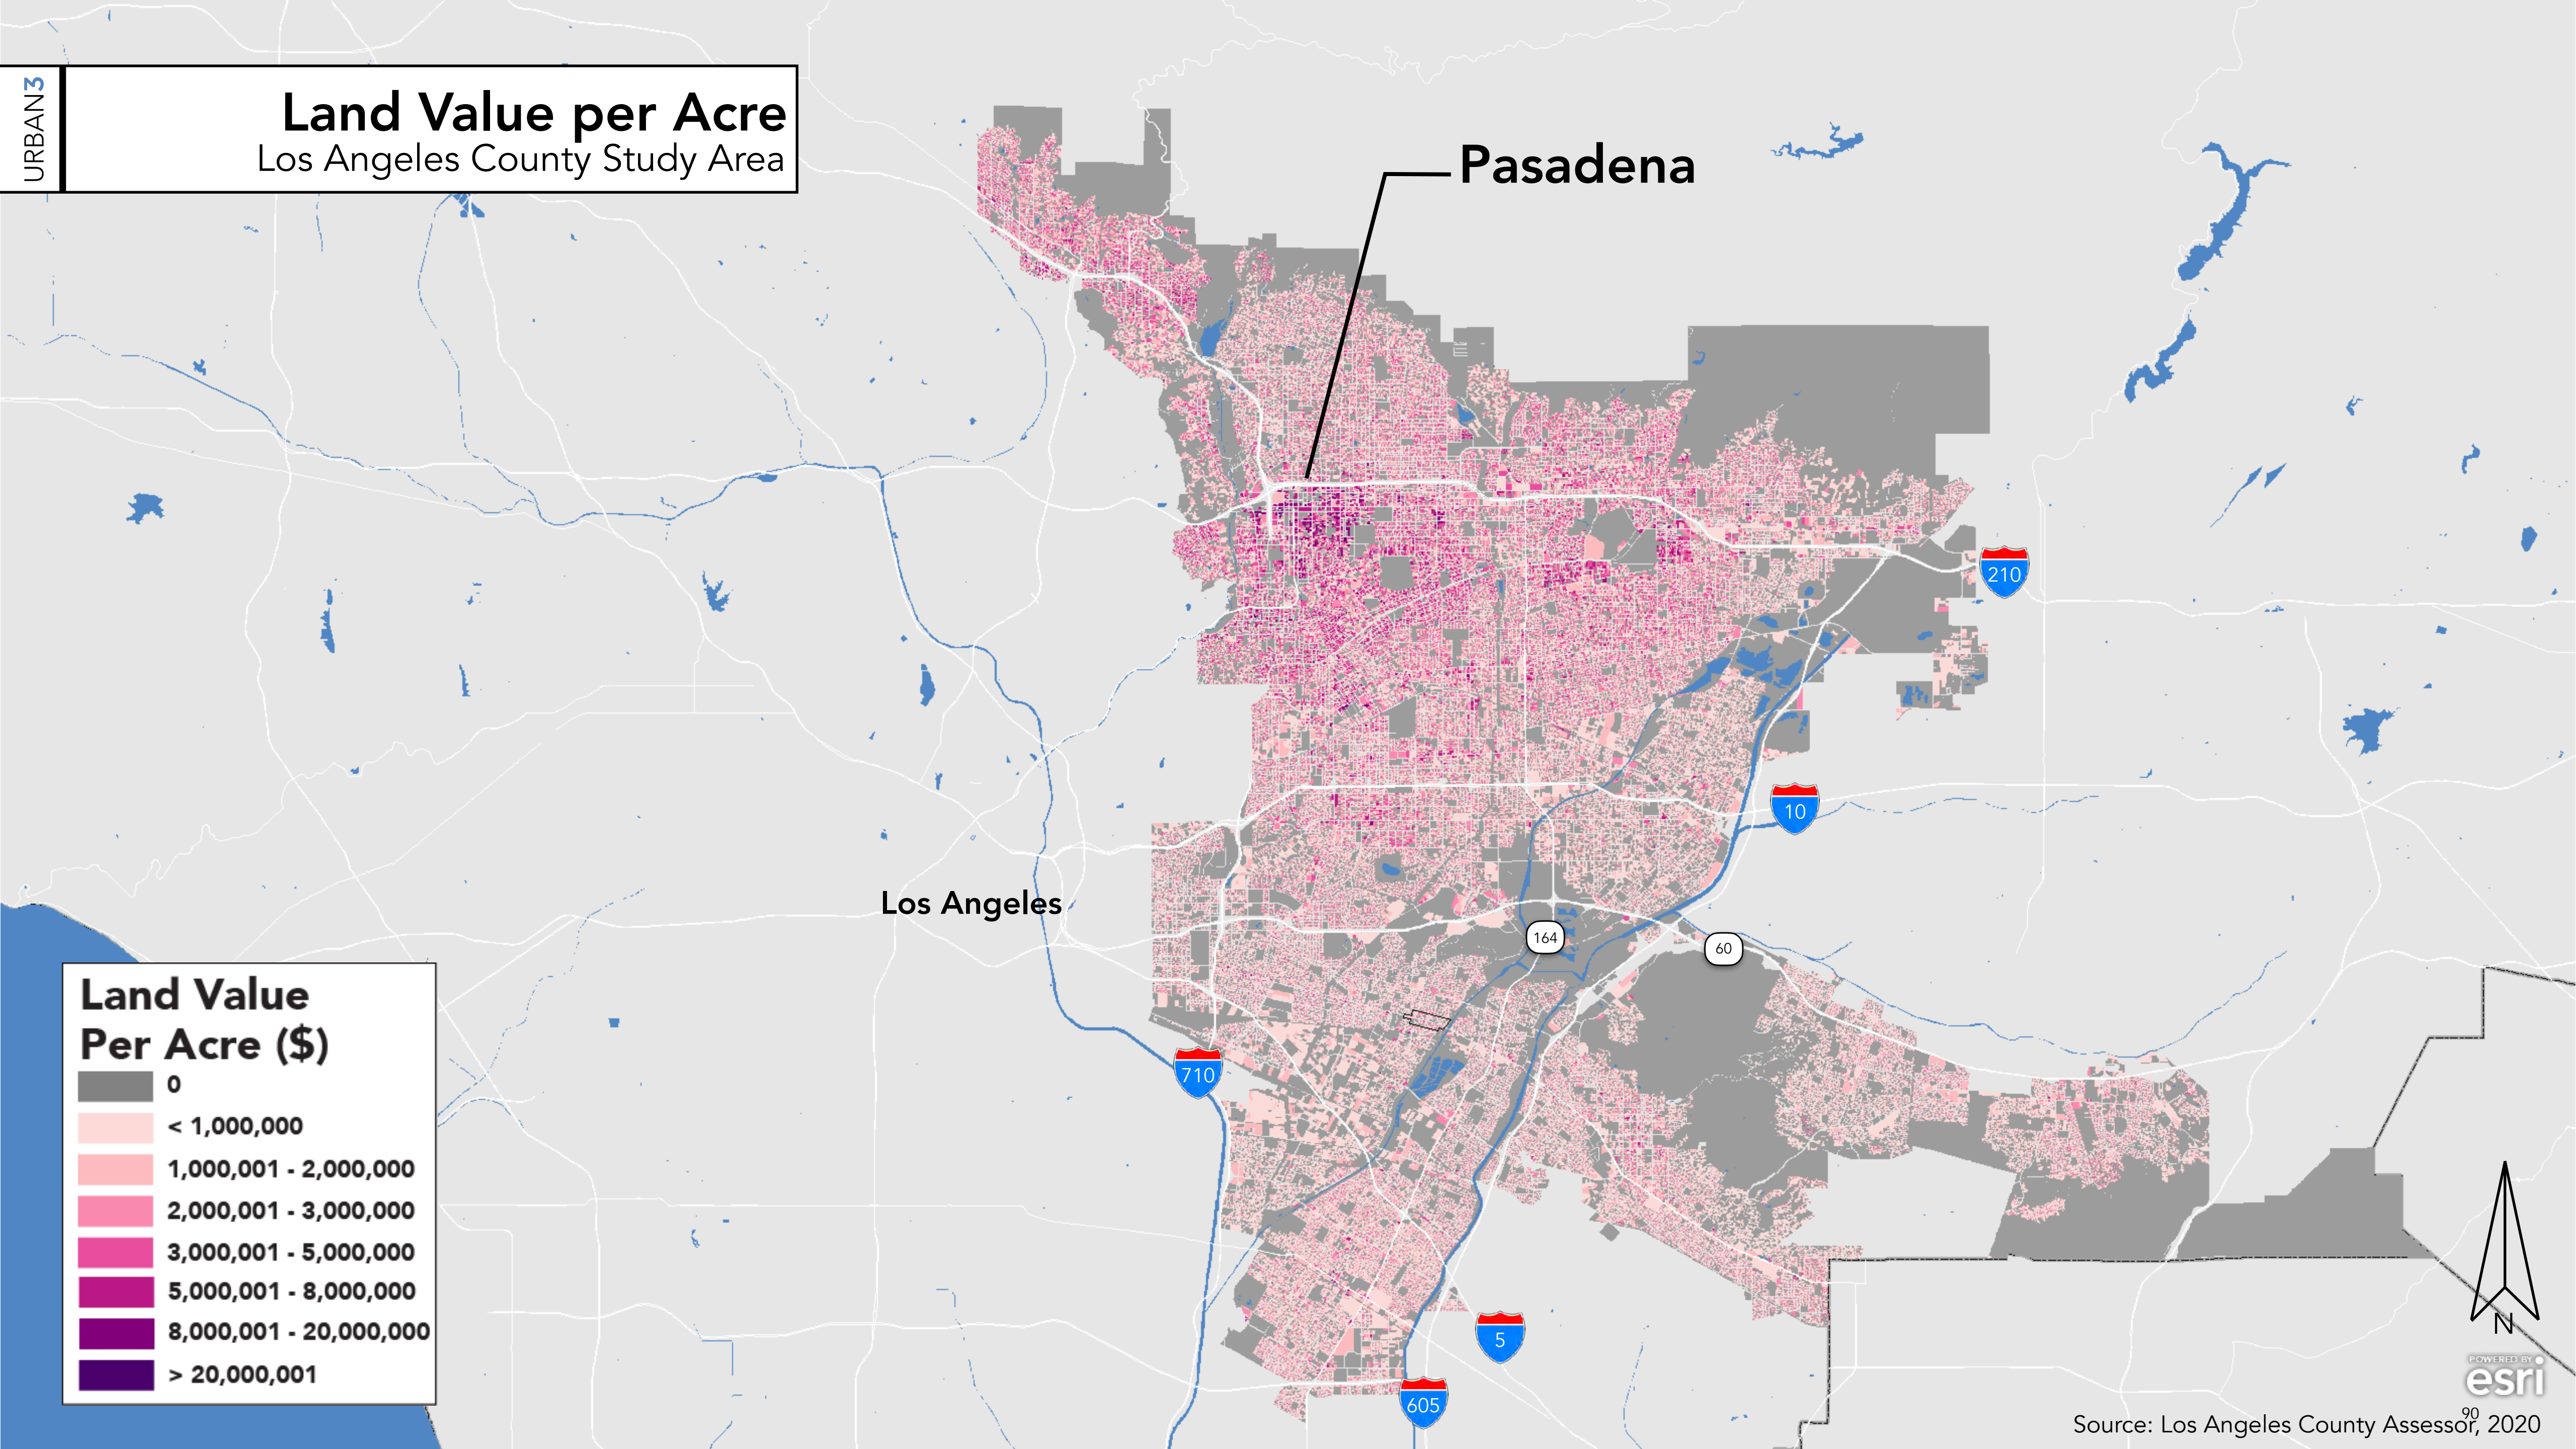 URBAN3
Land Value per Acre
Los Angeles County Study Area
Pasadena
210
10
Los Angeles
164
60
710
5
605
Land Value
Per Acre ($)
0
< 1,000,000
1,000,001 - 2,000,000
2,000,001 - 3,000,000
3,000,001 - 5,000,000
5,000,001 - 8,000,000
8,000,001 - 20,000,000
> 20,000,001
N
POWERED BY
esri
90
Source: Los Angeles County Assessor, 2020